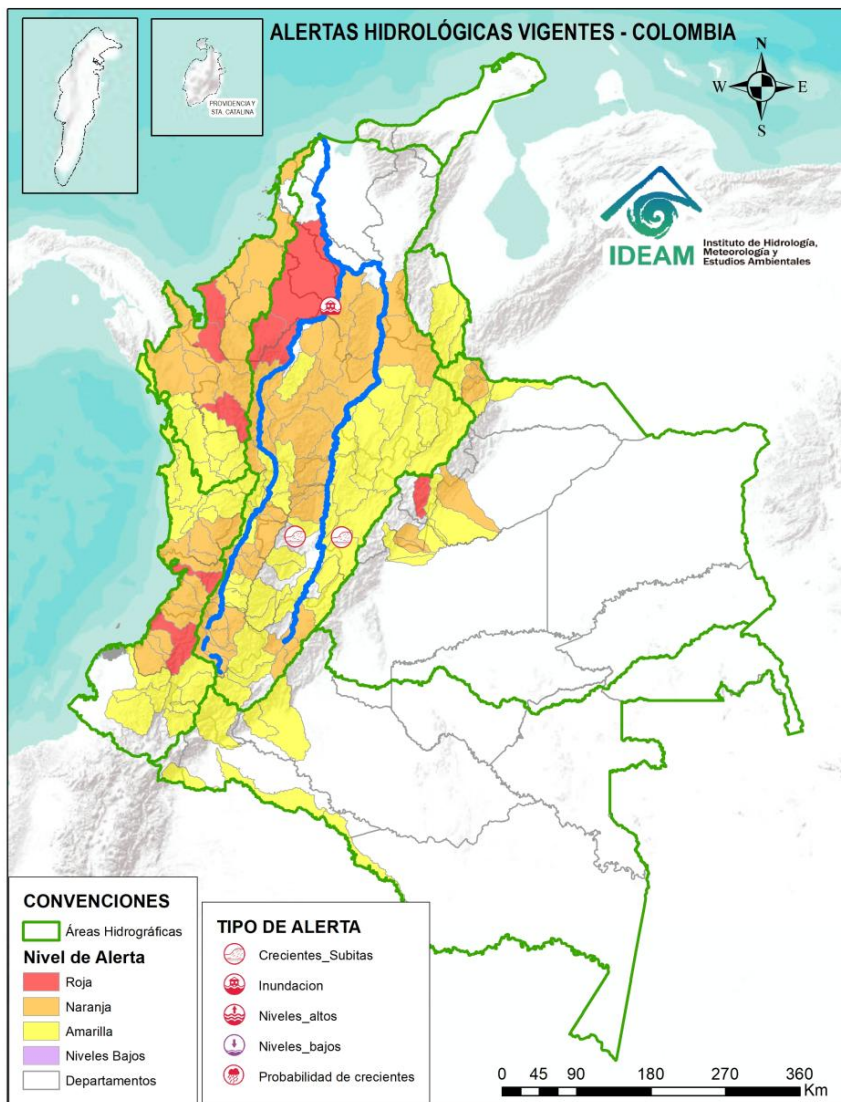 ALERTAS HIDROLÓGICAS VIGENTES - COLOMBIA
PROVIDENCIA Y
STA. CATALINA
N
W
E
S
IDEAM
Instituto de Hidrología,
Meteorología y
Estudios Ambientales
CONVENCIONES
Áreas Hidrográficas
Nivel de Alerta
Roja
Naranja
Amarilla
Niveles Bajos
Departamentos
TIPO DE ALERTA
Crecientes_Subitas
Inundacion
Niveles_altos
Niveles_bajos
Probabilidad de crecientes
0 45 90 180 270 360
Km